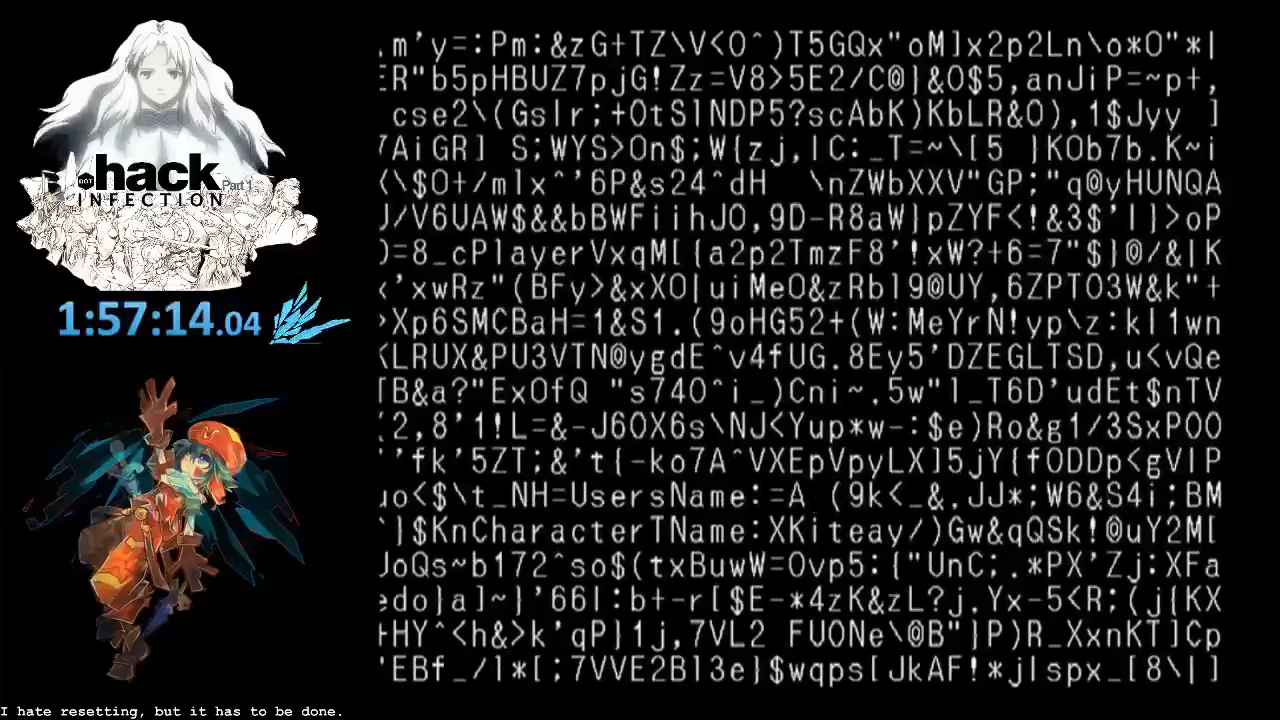 .hack
DOT
Part 1
INFECTION
1:57:14.04
I hate resetting, but it has to be done.
.m'y=:Pm:&zG+TZ\V<O^)T5GQx"oM]x2p2Ln\o*O"*|
ER"b5pHBUZ7pjG!Zz=V8>5E2/C@}&O$5,anJiP=~p+,
cse2\(Gslr;+OtSlNDP5?scAbK)KbLR&O),1$Jyy ]
7AiGR] S:WYS>On$;W{zj,lC:_T=~\[5 }KOb7b.K~i
(\$O+/mlx^'6P&s24^dH  \nZWbXXV"GP;"q@yHUNQA
J/V6UAW$&&bBWFiihJO,9D-R8aW}pZYF<!&3$'l}>oP
)=8_cPlayerVxqM[{a2p2TmzF8'!xW?+6=7"$}@/&|K
<'xwRz"(BFy>&xXO|uiMeO&zRbl9@UY,6ZPTO3W&k"+
>Xp6SMCBaH=1&S1.(9oHG52+(W:MeYrN!yp\z:kl1wn
<LRUX&PU3VTN@ygdE^v4fUG.8Ey5'DZEGLTSD,u<vQe
[B&a?"ExOfQ "s74O^i_)Cni~.5w"l_T6D'udEt$nTV
2,8'1!L=&-J6OX6s\NJ<Yup*w-:$e)Ro&g1/3SxPOO
''fk'5ZT;&'t{-ko7A^VXEpVpyLX]5jY{fODDp<gVIP
uo<$\t_NH=UsersName:=A (9k<_&.JJ*;W6&S4i;BM
`}$KnCharacterTName:XKiteay/)Gw&qQSk!@uY2M[
JoQs~b172^so$(txBuwW=Ovp5:{"UnC;.*PX'Zj:XFa
edo}a]~}'66l:b+-r[$E-*4zK&zL?j.Yx-5<R;(j{KX
+HY^<h&>k'qP}1j,7VL2 FUONe\@B"}P)R_XxnKT]Cp
'EBf_/l*[;7VVE2Bl3e}$wqps[JkAF!*jlspx_[8\|]